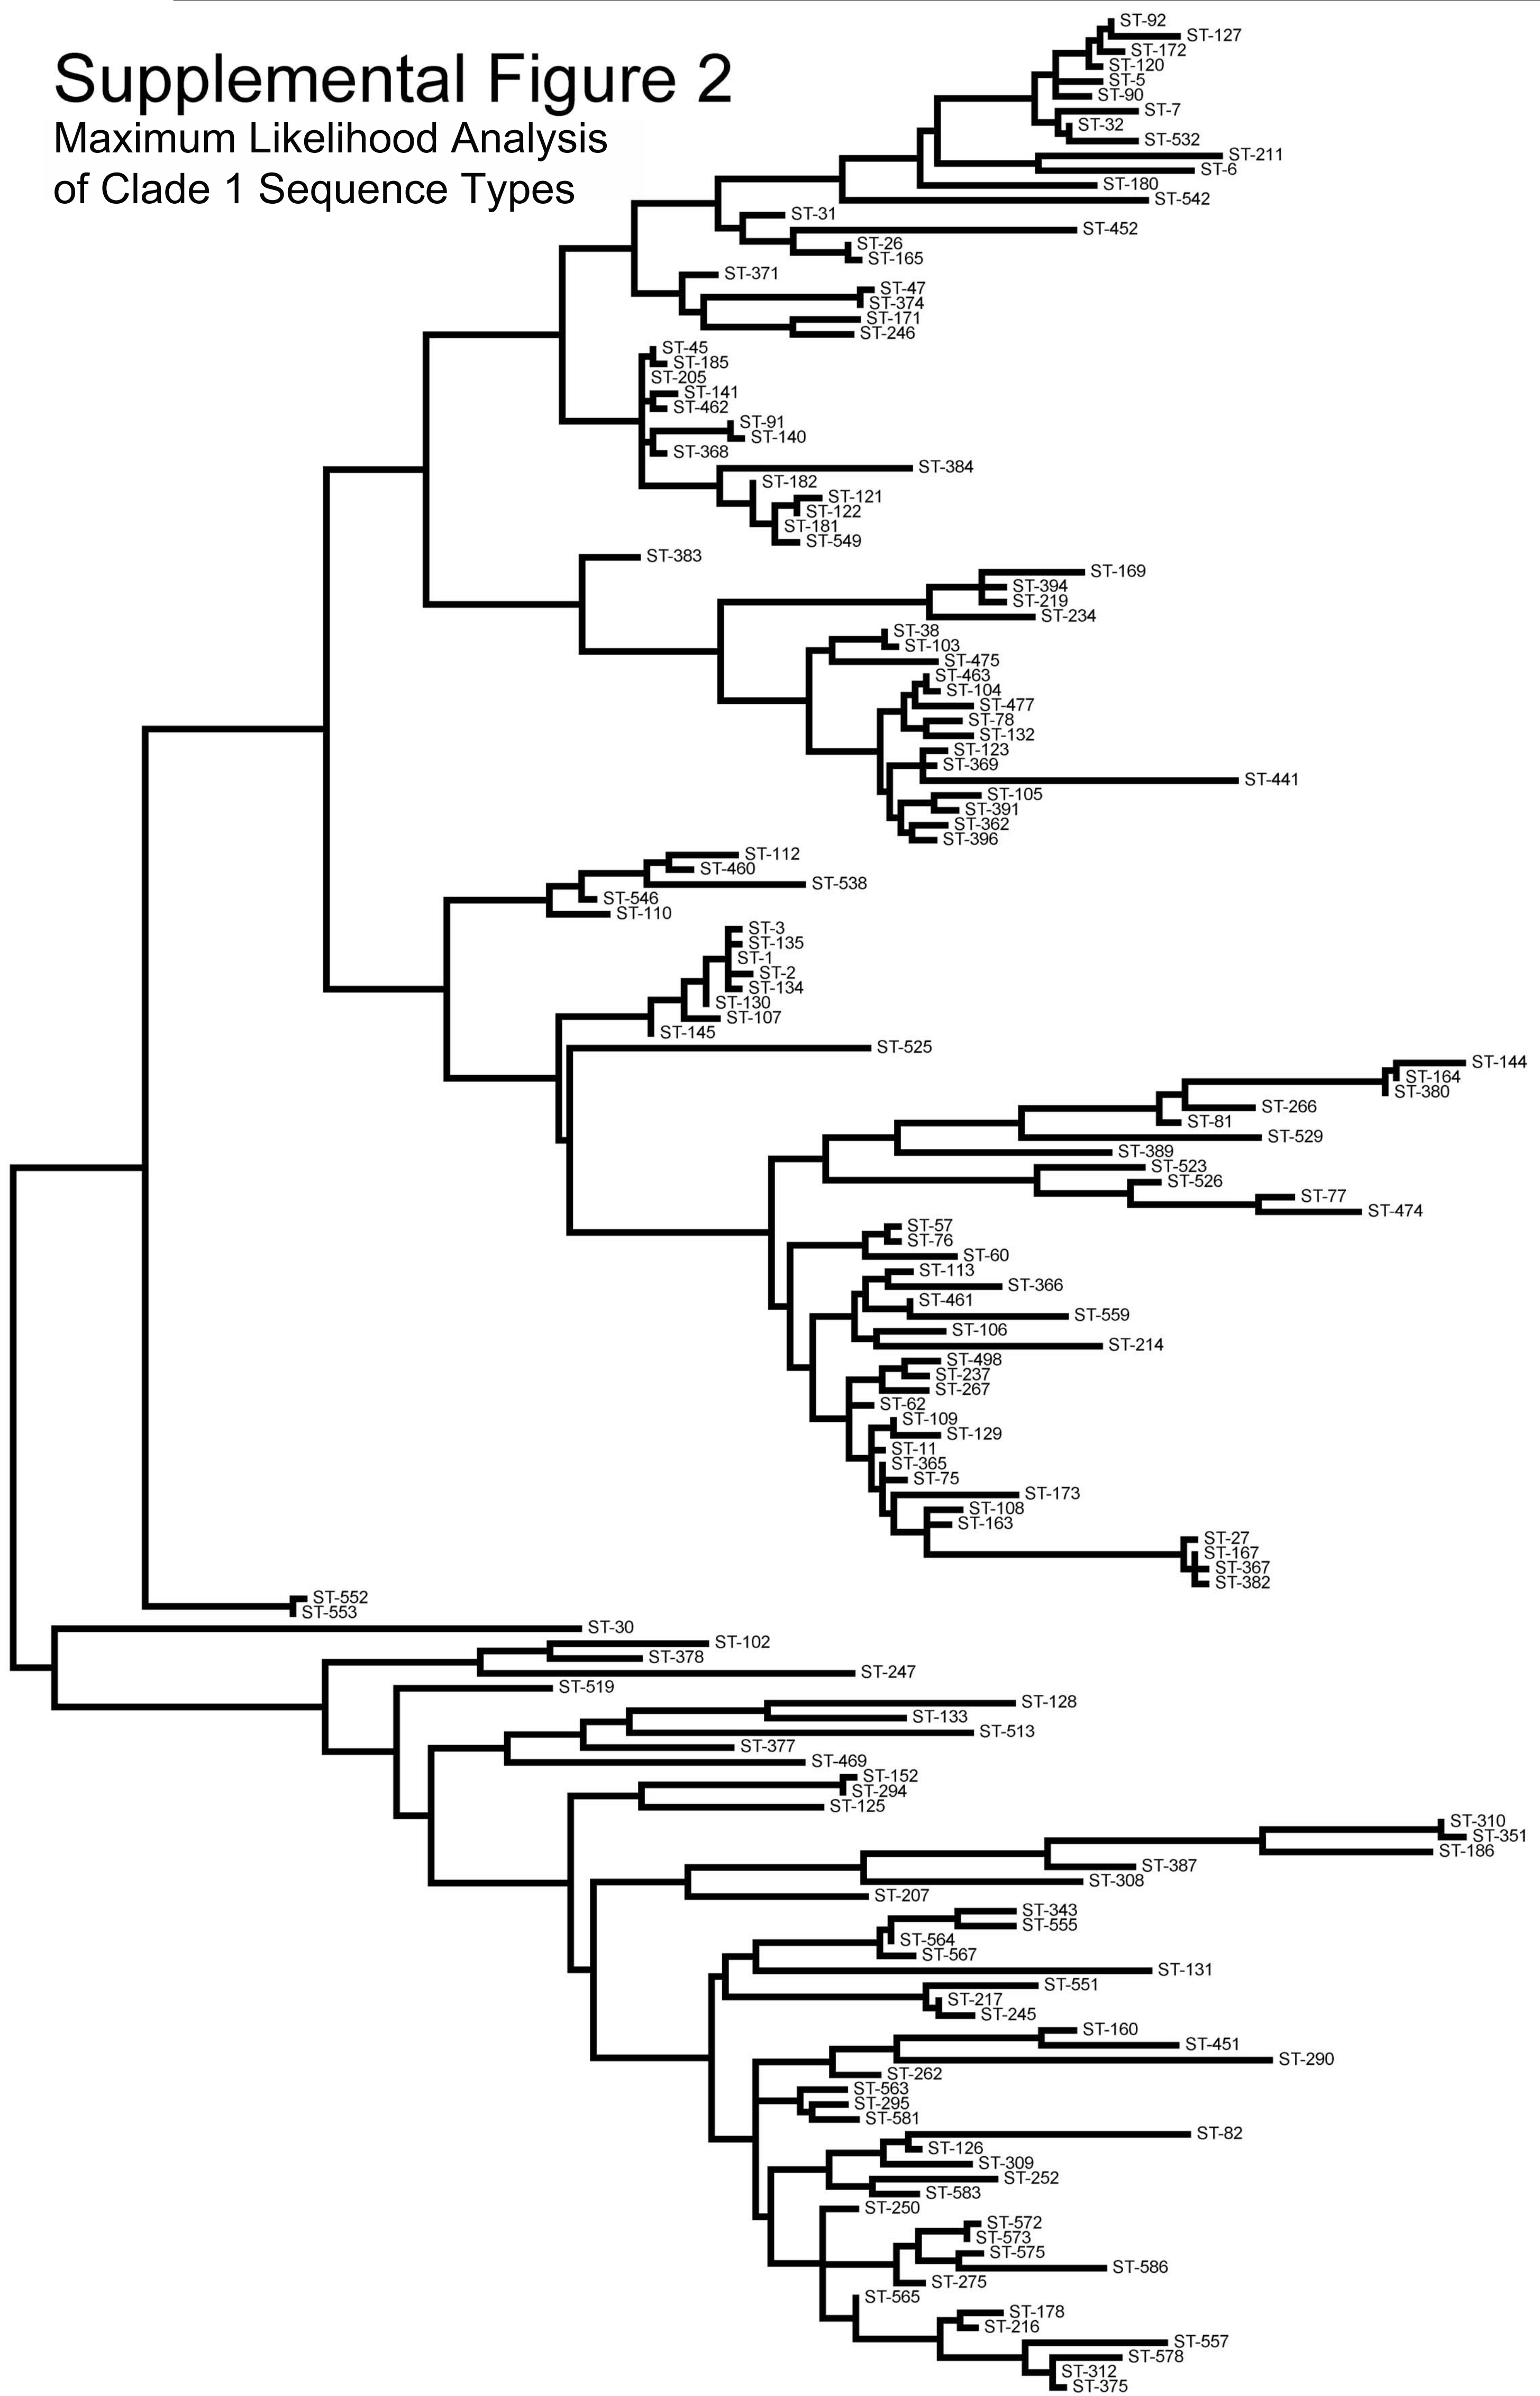 Supplemental Figure 2
Maximum Likelihood Analysis
of Clade 1 Sequence Types
ST-92
ST-127
ST-172
ST-120
ST-5
ST-90
ST-7
ST-32
ST-532
ST-211
ST-6
ST-180
ST-542
ST-31
ST-452
ST-26
ST-165
ST-371
ST-47
ST-374
ST-171
ST-246
ST-45
ST-185
ST-205
ST-141
ST-462
ST-91
ST-140
ST-368
ST-384
ST-182
ST-121
ST-122
ST-181
ST-549
ST-383
ST-169
ST-394
ST-219
ST-234
ST-38
ST-103
ST-475
ST-463
ST-104
ST-477
ST-78
ST-132
ST-123
ST-369
ST-441
ST-105
ST-391
ST-362
ST-396
ST-112
ST-460
ST-538
ST-546
ST-110
ST-3
ST-135
ST-1
ST-2
ST-134
ST-130
ST-107
ST-145
ST-525
ST-144
ST-164
ST-380
ST-266
ST-81
ST-529
ST-389
ST-523
ST-526
ST-77
ST-474
ST-57
ST-76
ST-60
ST-113
ST-366
ST-461
ST-559
ST-106
ST-214
ST-498
ST-237
ST-267
ST-62
ST-109
ST-129
ST-11
ST-365
ST-75
ST-173
ST-108
ST-163
ST-27
ST-167
ST-367
ST-382
ST-552
ST-553
ST-30
ST-102
ST-378
ST-247
ST-519
ST-128
ST-133
ST-513
ST-377
ST-469
ST-152
ST-294
ST-125
ST-310
ST-351
ST-186
ST-387
ST-308
ST-207
ST-343
ST-555
ST-564
ST-567
ST-131
ST-551
ST-217
ST-245
ST-160
ST-451
ST-290
ST-262
ST-563
ST-295
ST-581
ST-82
ST-126
ST-309
ST-252
ST-583
ST-250
ST-572
ST-573
ST-575
ST-586
ST-275
ST-565
ST-178
ST-216
ST-557
ST-578
ST-312
ST-375